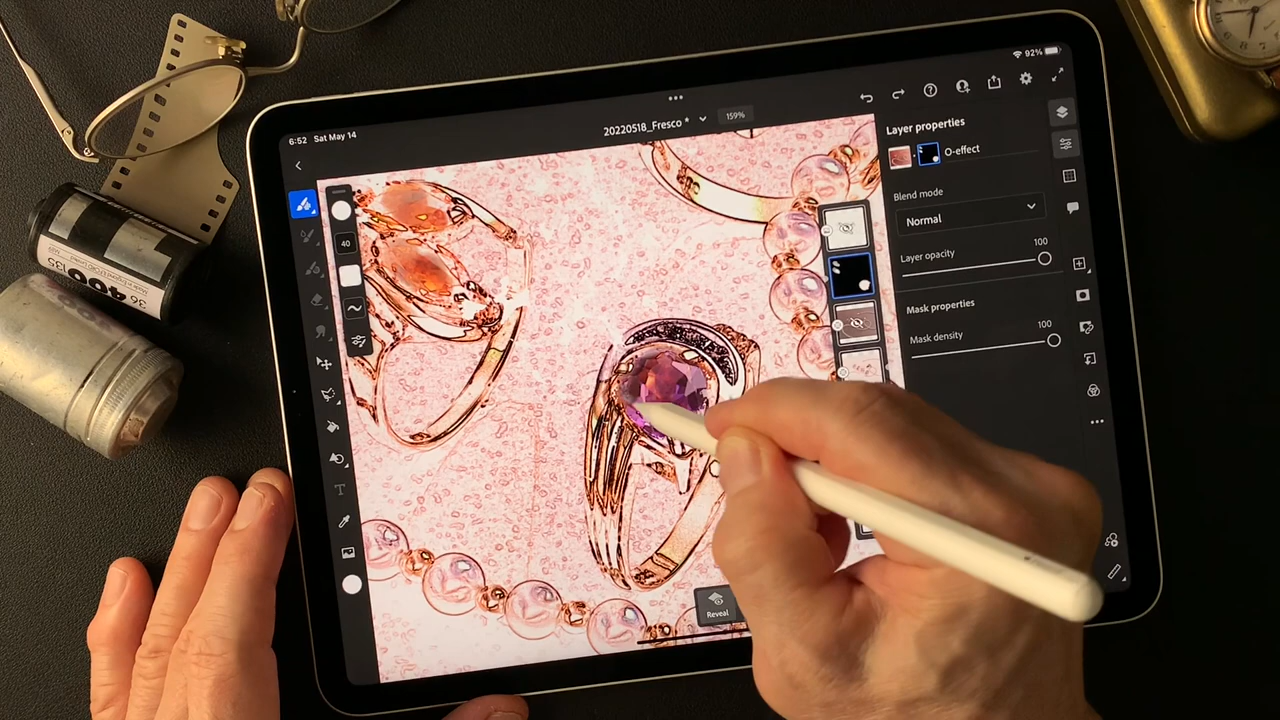 6:52 Sat May 14
92%
20220518_Fresco *
159%
Layer properties
O-effect
Blend mode
Normal
Layer opacity 100
Mask properties
Mask density 100
40
T
Reveal
400
36
135